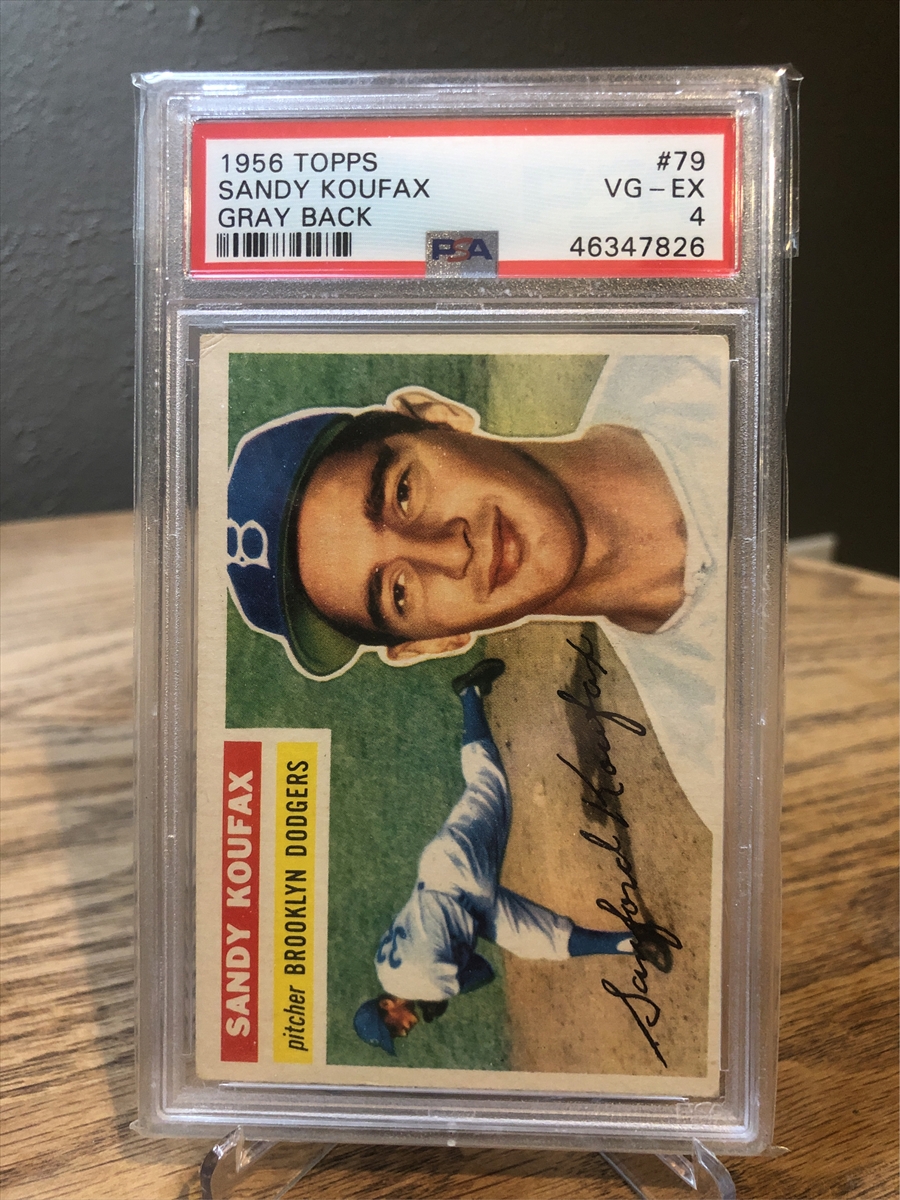 1956 TOPPS #79
SANDY KOUFAX VG-EX
GRAY BACK 4
PSA 46347826
B
SANDY KOUFAX
pitcher BROOKLYN DODGERS
32
Sanford Koufax